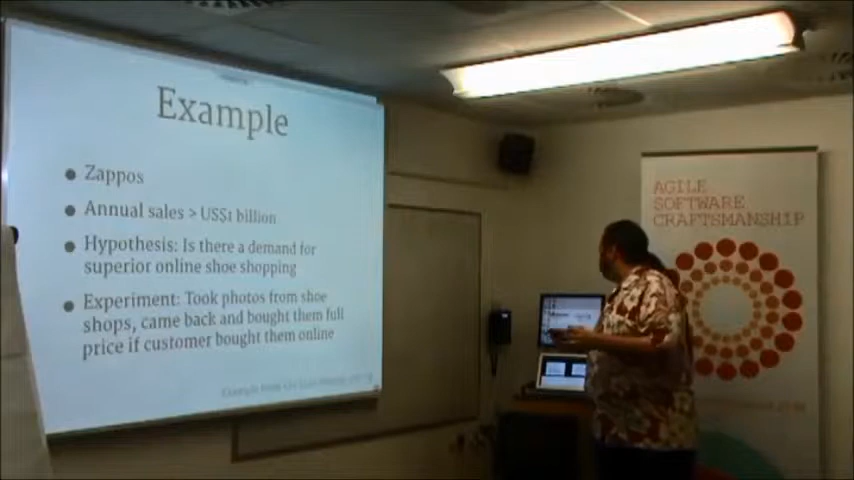 Example
Zappos
Annual sales > US$1 billion
Hypothesis: Is there a demand for
superior online shoe shopping
Experiment: Took photos from shoe
shops, came back and bought them full
price if customer bought them online
AGILE
SOFTWARE
CRAFTSMANSHIP